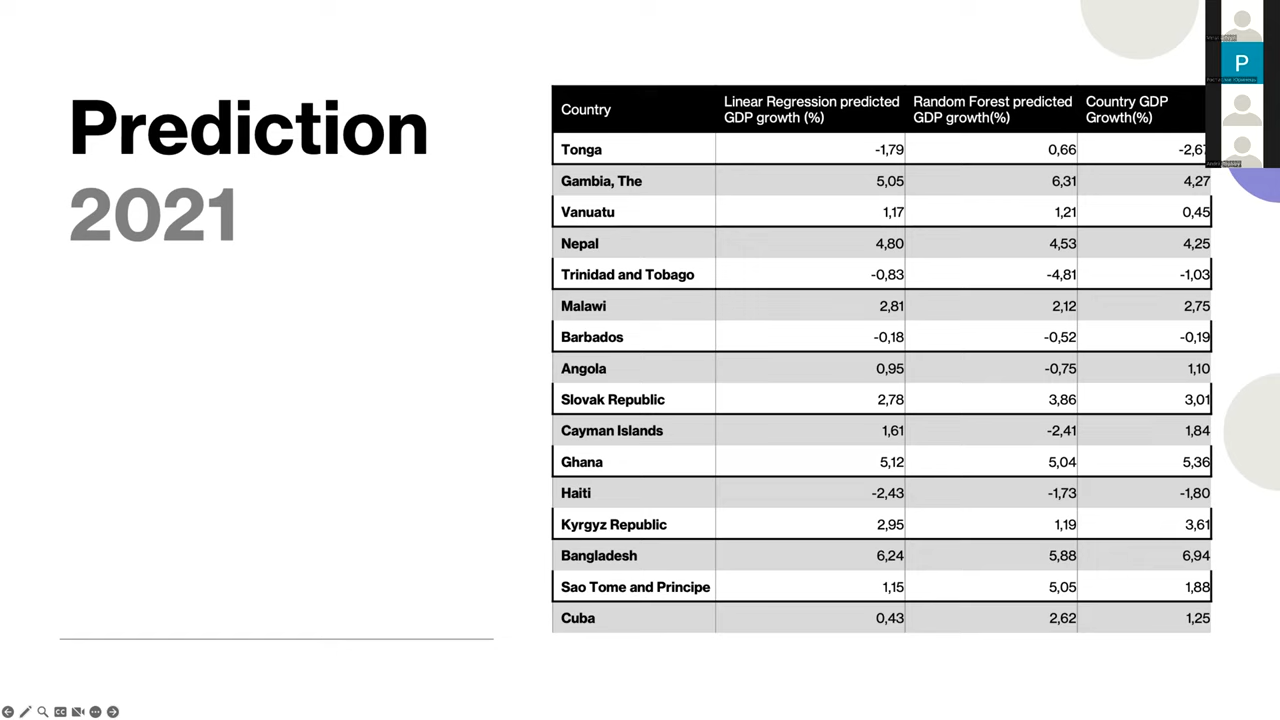 Prediction
2021
Country Linear Regression predicted GDP growth (%) Random Forest predicted GDP growth(%) Country GDP Growth(%)
Tonga -1,79 0,66 -2,67
Gambia, The 5,05 6,31 4,27
Vanuatu 1,17 1,21 0,45
Nepal 4,80 4,53 4,25
Trinidad and Tobago -0,83 -4,81 -1,03
Malawi 2,81 2,12 2,75
Barbados -0,18 -0,52 -0,19
Angola 0,95 -0,75 1,10
Slovak Republic 2,78 3,86 3,01
Cayman Islands 1,61 -2,41 1,84
Ghana 5,12 5,04 5,36
Haiti -2,43 -1,73 -1,80
Kyrgyz Republic 2,95 1,19 3,61
Bangladesh 6,24 5,88 6,94
Sao Tome and Principe 1,15 5,05 1,88
Cuba 0,43 2,62 1,25
P